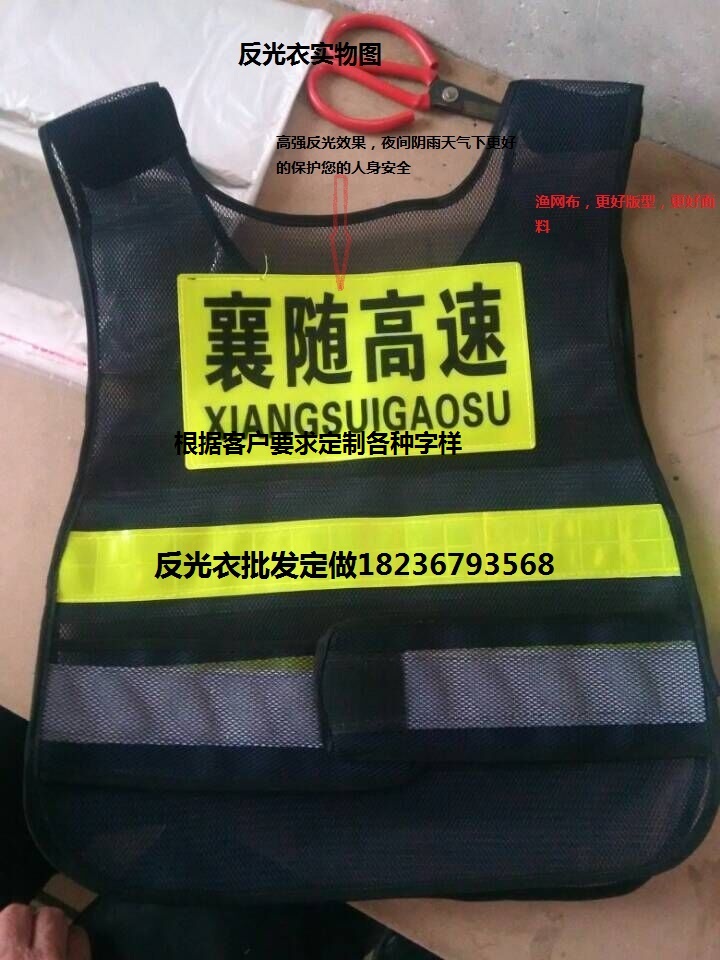 反光衣实物图
高强反光效果，夜间阴雨天气下更好
的保护您的人身安全
渔网布，更好版型，更好面
料
襄随高速
XIANGSUIGAOSU
根据客户要求定制各种字样
反光衣批发定做18236793568